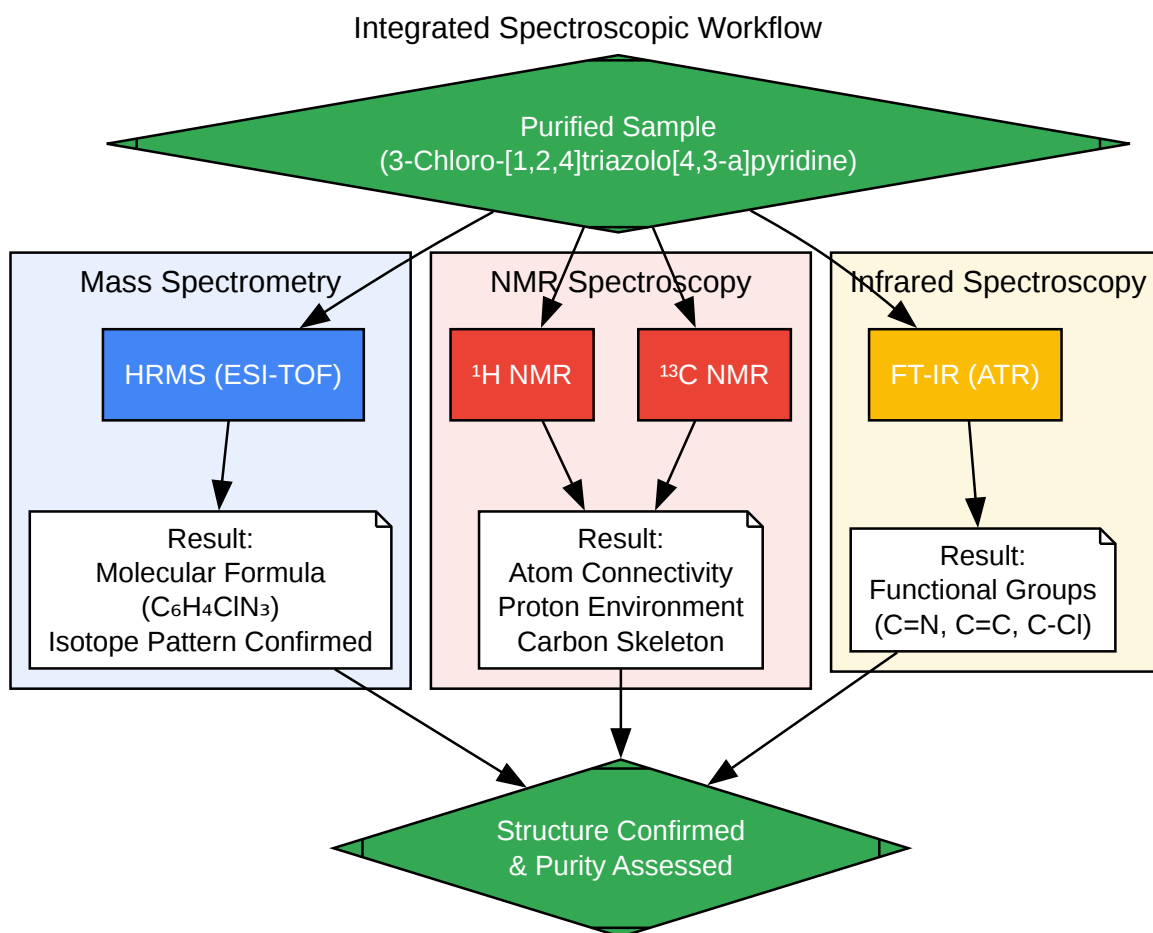 Integrated Spectroscopic Workflow
Purified Sample
(3-Chloro-[1,2,4]triazolo[4,3-a]pyridine)
Mass Spectrometry
NMR Spectroscopy
Infrared Spectroscopy
HRMS (ESI-TOF)
¹H NMR
¹³C NMR
FT-IR (ATR)
Result:
Molecular Formula
(C₆H₄ClN₃)
Isotope Pattern Confirmed
Result:
Atom Connectivity
Proton Environment
Carbon Skeleton
Result:
Functional Groups
(C=N, C=C, C-Cl)
Structure Confirmed
& Purity Assessed